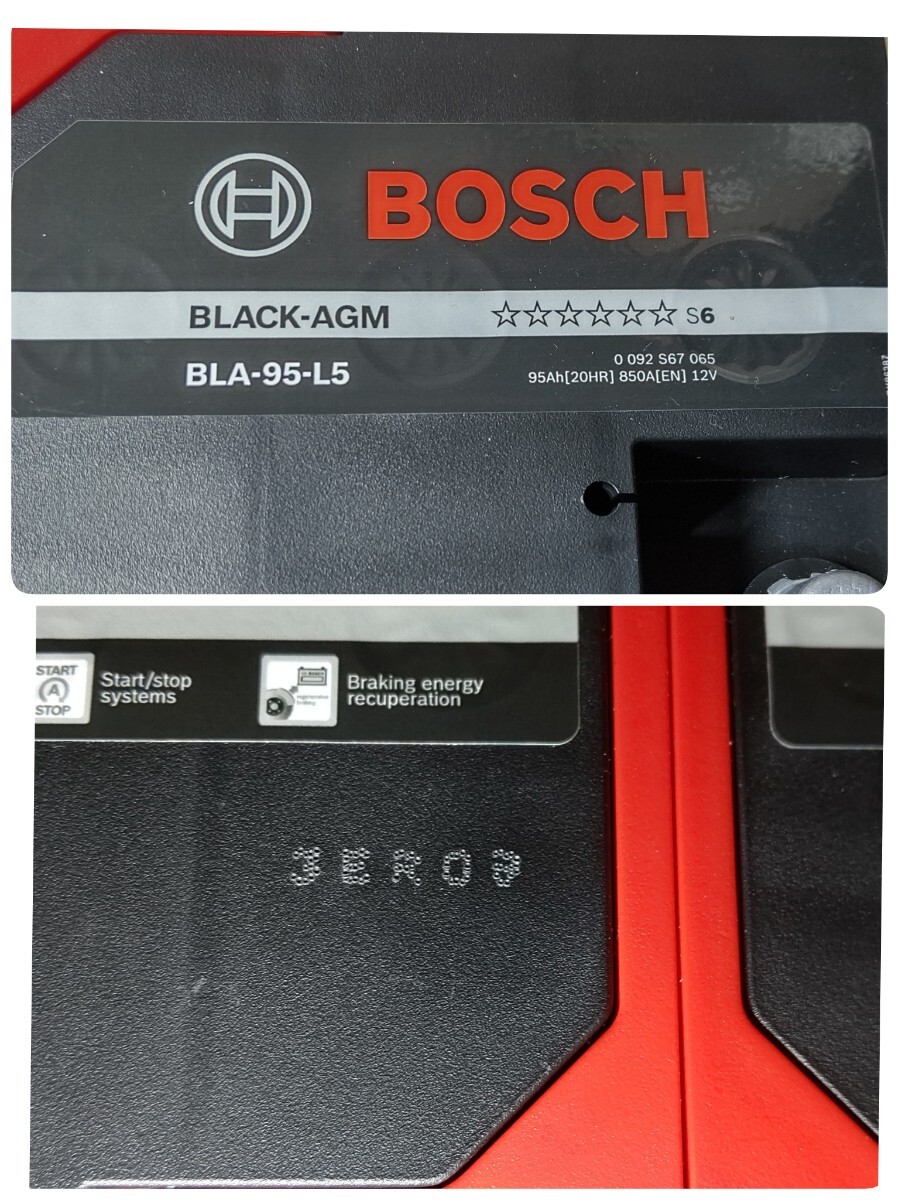 BOSCH
BLACK-AGM ☆☆☆☆☆☆ S6
BLA-95-L5
0 092 S67 065
95Ah[20HR] 850A[EN] 12V
START
A
STOP
Start/stop
systems
Braking energy
recuperation